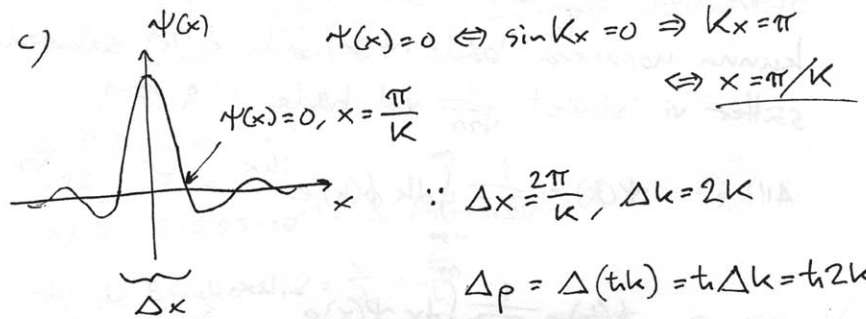 c) ψ(x) ψ(x)=0 ⇔ sin Kx =0 ⇒ Kx=π
⇔ x=π/K
ψ(x)=0, x=π/K
x ∵ Δx = 2π/K, Δk=2K
Δx Δp = Δ(ħk) = ħΔk = ħ2K